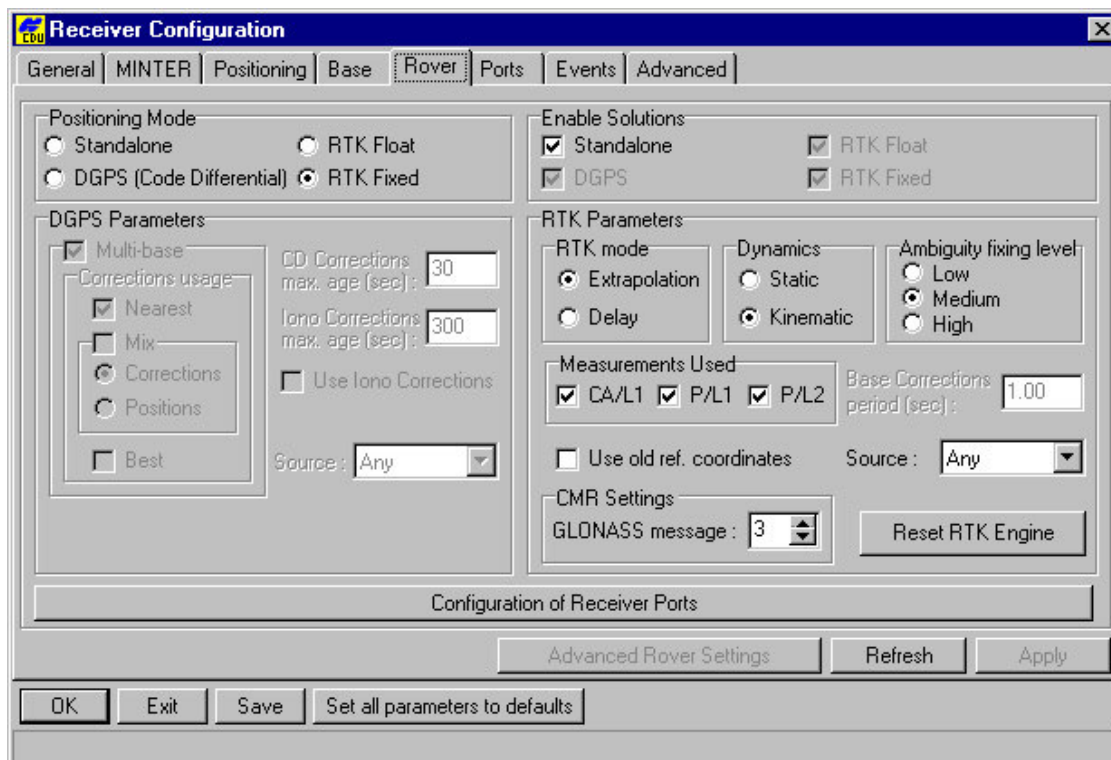 CDU
Receiver Configuration
General MINTER Positioning Base Rover Ports Events Advanced
Positioning Mode
Standalone RTK Float
DGPS (Code Differential) RTK Fixed
Enable Solutions
Standalone RTK Float
DGPS RTK Fixed
DGPS Parameters
Multi-base
Corrections usage
Nearest
Mix
Corrections
Positions
Best
CD Corrections
max. age (sec) : 30
Iono Corrections
max. age (sec) : 300
Use Iono Corrections
Source : Any
RTK Parameters
RTK mode
Extrapolation
Delay
Dynamics
Static
Kinematic
Ambiguity fixing level
Low
Medium
High
Measurements Used
CA/L1 P/L1 P/L2
Base Corrections
period (sec) : 1.00
Use old ref. coordinates
Source : Any
CMR Settings
GLONASS message : 3
Reset RTK Engine
Configuration of Receiver Ports
Advanced Rover Settings Refresh Apply
OK Exit Save Set all parameters to defaults